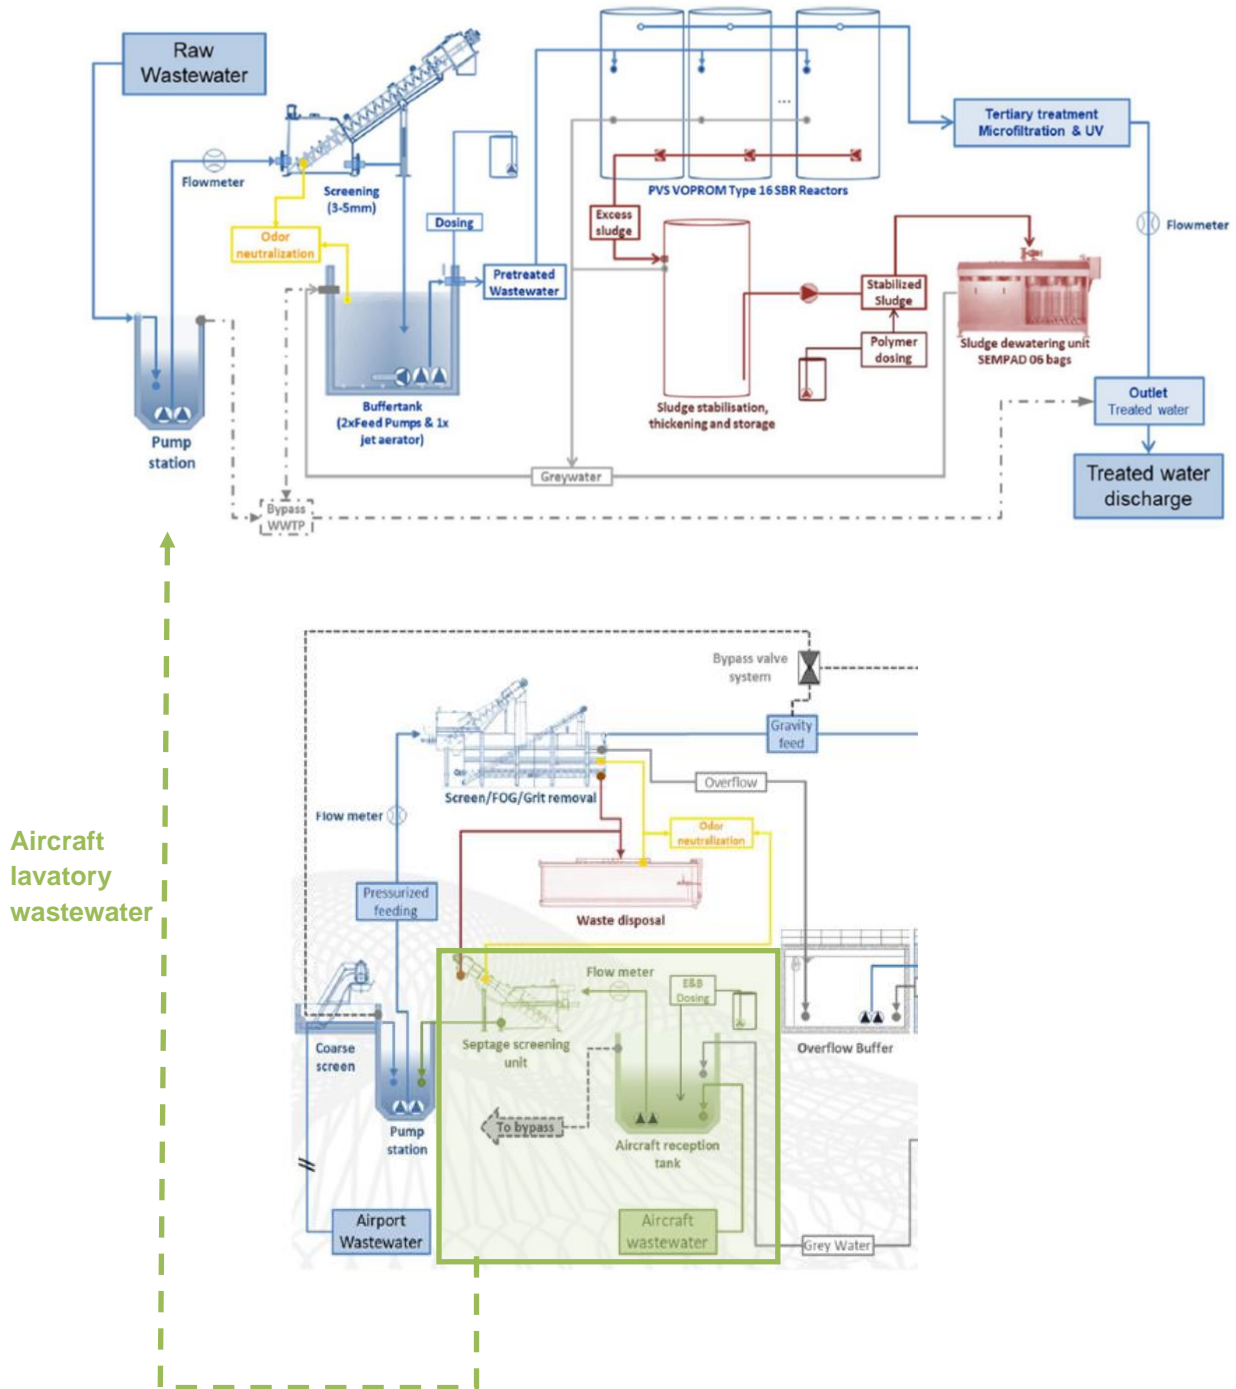 Raw
Wastewater
Flowmeter
Screening
(3-5mm)
Odor
neutralization
Dosing
Pretreated
Wastewater
Buffertank
(2xFeed Pumps & 1x
jet aerator)
Pump
station
Bypass
WWTP
Greywater
PVS VOPROM Type 16 SBR Reactors
...
Excess
sludge
Sludge stabilisation,
thickening and storage
Stabilized
Sludge
Polymer
dosing
Sludge dewatering unit
SEMPAD 06 bags
Tertiary treatment
Microfiltration & UV
Flowmeter
Outlet
Treated water
Treated water
discharge
Aircraft
lavatory
wastewater
Bypass valve
system
Gravity
feed
Screen/FOG/Grit removal
Overflow
Flow meter
Odor
neutralization
Pressurized
feeding
Waste disposal
Flow meter
E&B
Dosing
Coarse
screen
Septage screening
unit
Overflow Buffer
To bypass
Pump
station
Aircraft reception
tank
Airport
Wastewater
Aircraft
wastewater
Grey Water